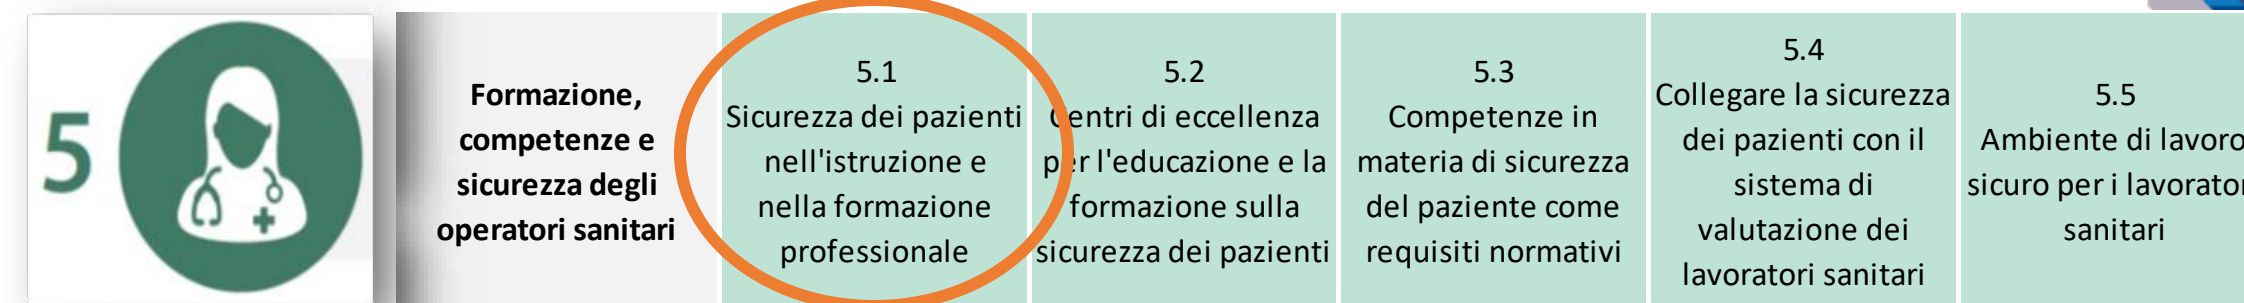 5
Formazione,
competenze e
sicurezza degli
operatori sanitari
5.1
Sicurezza dei pazienti
nell'istruzione e
nella formazione
professionale
5.2
Centri di eccellenza
per l'educazione e la
formazione sulla
sicurezza dei pazienti
5.3
Competenze in
materia di sicurezza
del paziente come
requisiti normativi
5.4
Collegare la sicurezza
dei pazienti con il
sistema di
valutazione dei
lavoratori sanitari
5.5
Ambiente di lavoro
sicuro per i lavorator
sanitari